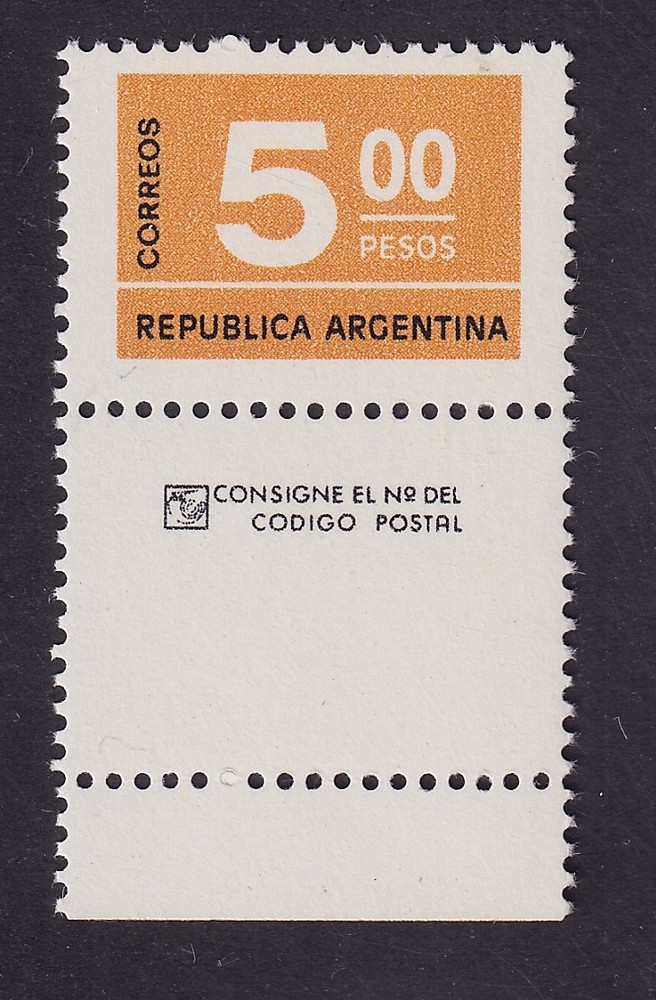 CORREOS
5 00
PESOS
REPUBLICA ARGENTINA
CONSIGNE EL Nº DEL
CODIGO POSTAL